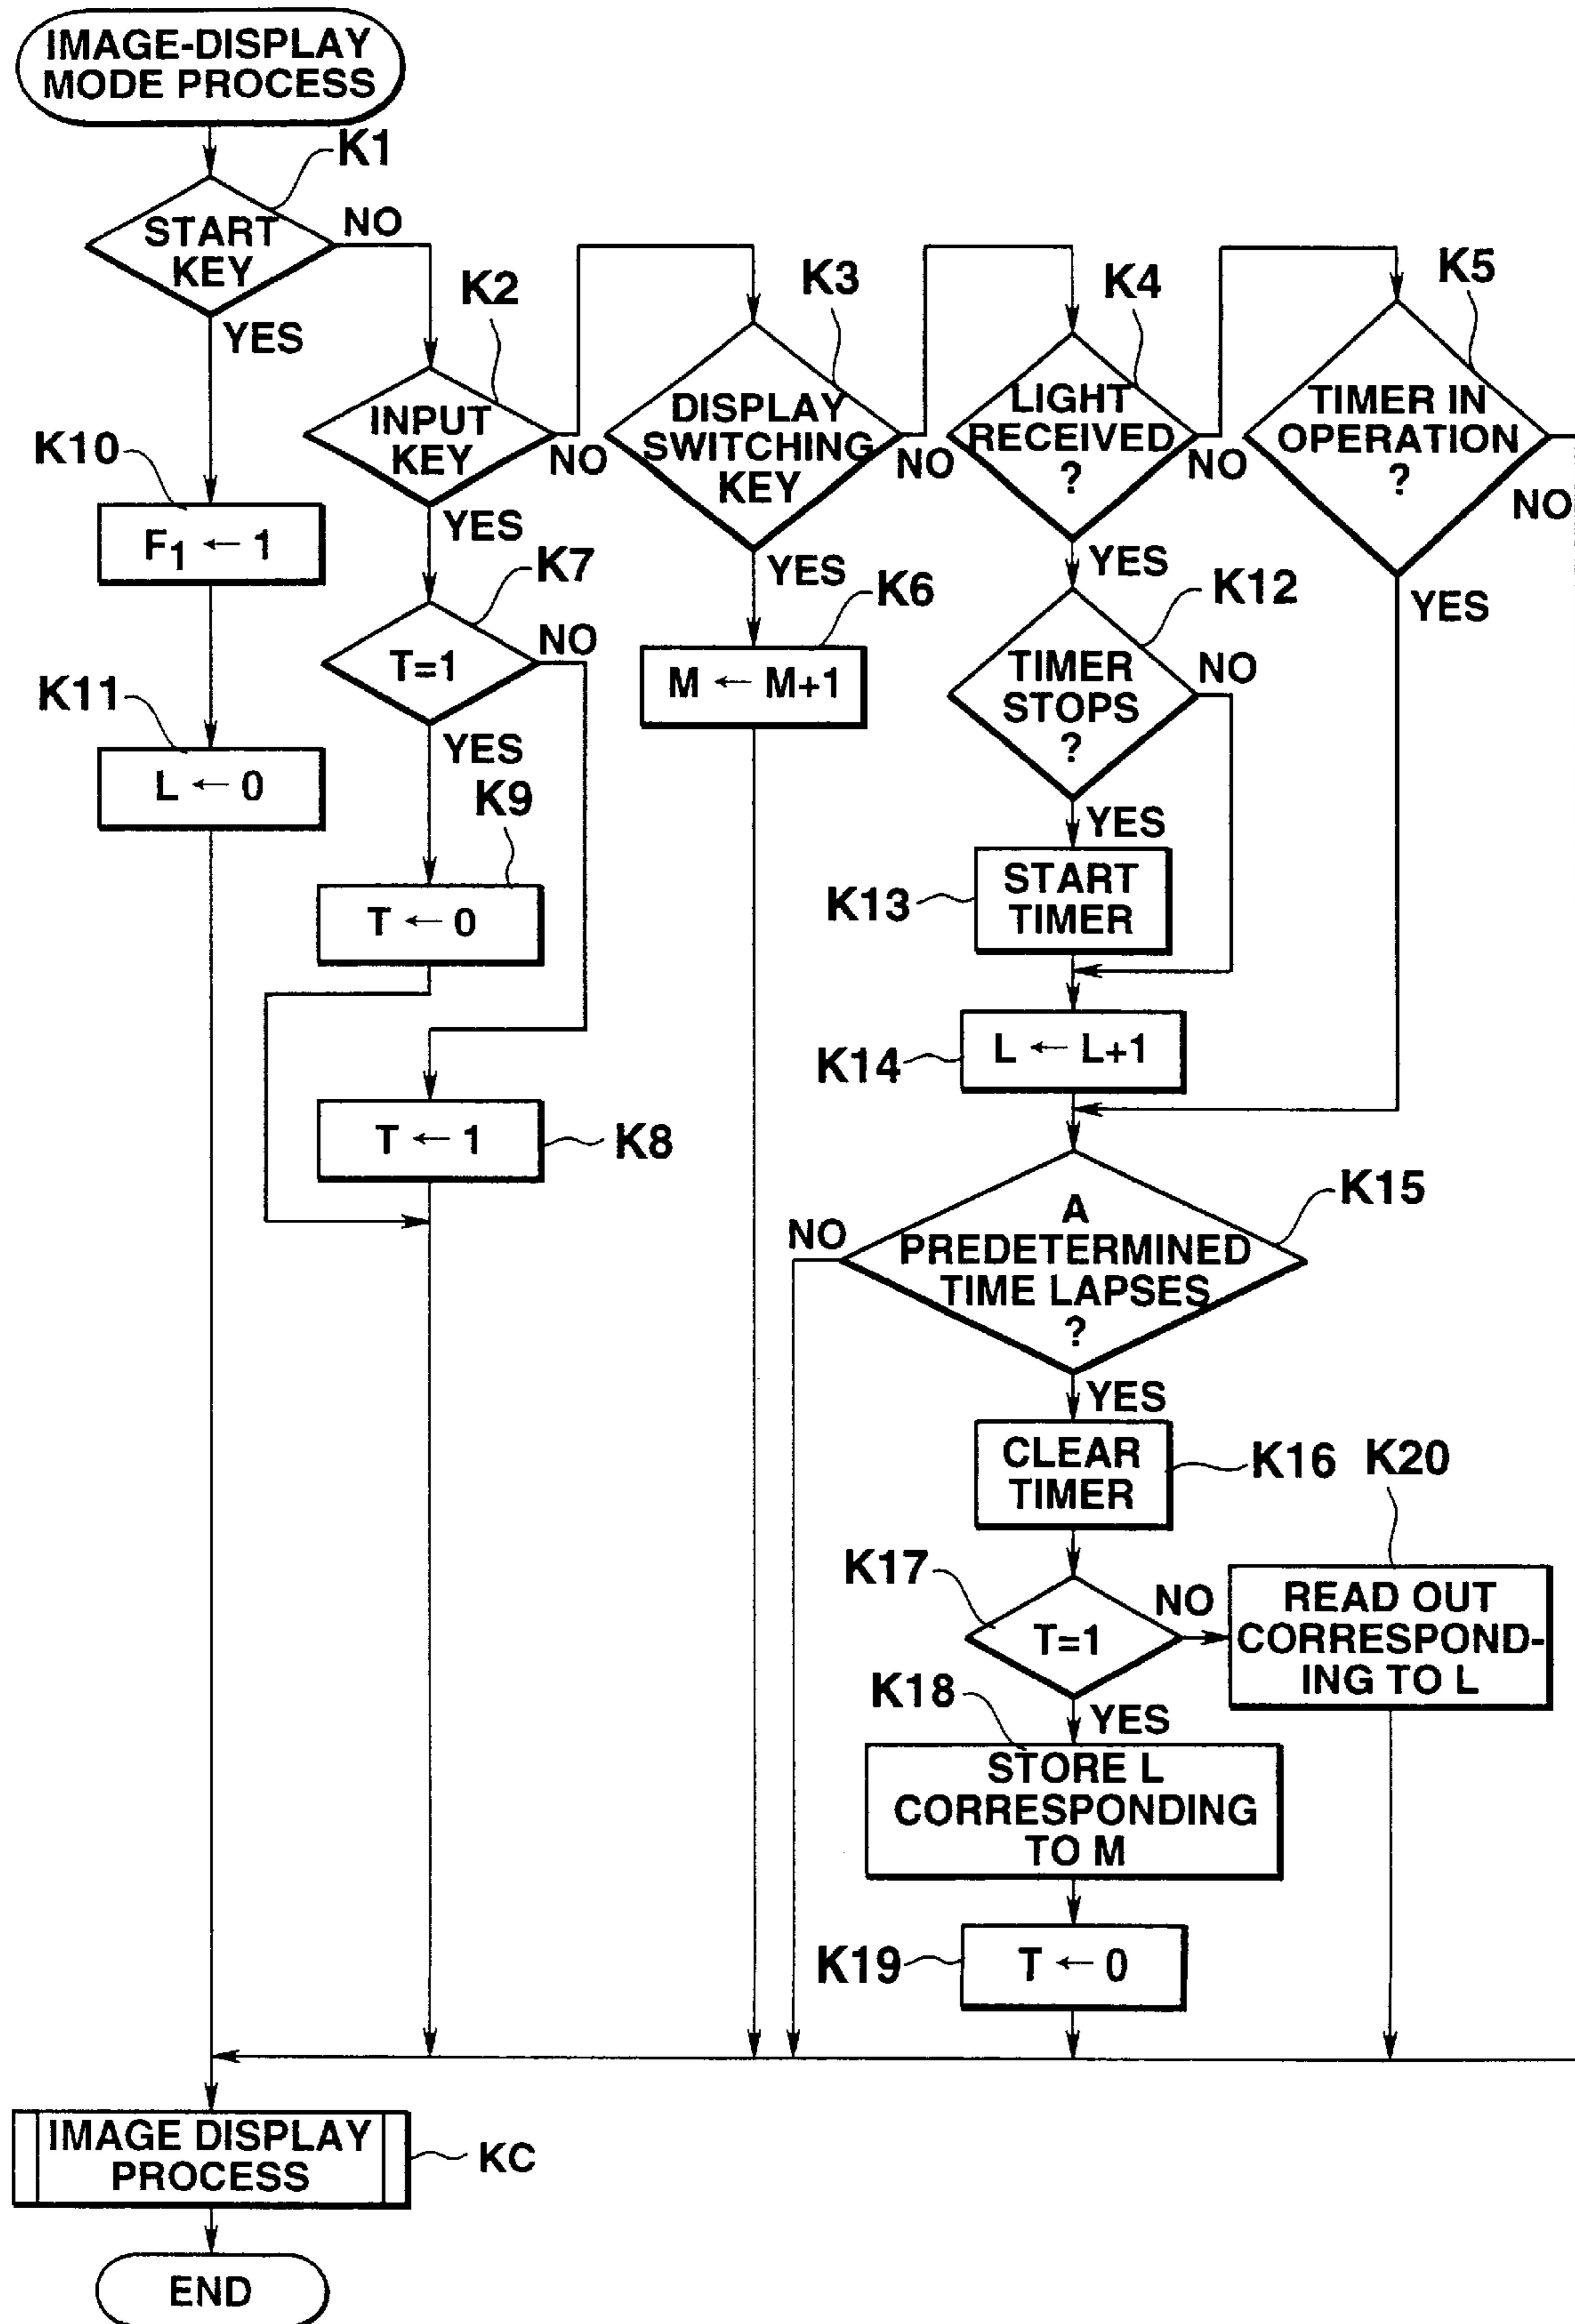 IMAGE-DISPLAY
MODE PROCESS
K1
START
KEY
NO
YES
K2
INPUT
KEY
NO
YES
K3
DISPLAY
SWITCHING
KEY
NO
YES
K4
LIGHT
RECEIVED
?
NO
YES
K5
TIMER IN
OPERATION
?
NO
YES
K10
F1 ← 1
K11
L ← 0
K7
T=1
NO
YES
K9
T ← 0
T ← 1
K8
K6
M ← M+1
K12
TIMER
STOPS
?
NO
YES
K13
START
TIMER
K14
L ← L+1
K15
A
PREDETERMINED
TIME LAPSES
?
NO
YES
CLEAR
TIMER
K16
K17
T=1
NO
YES
K20
READ OUT
CORRESPOND-
ING TO L
K18
STORE L
CORRESPONDING
TO M
K19
T ← 0
IMAGE DISPLAY
PROCESS
KC
END